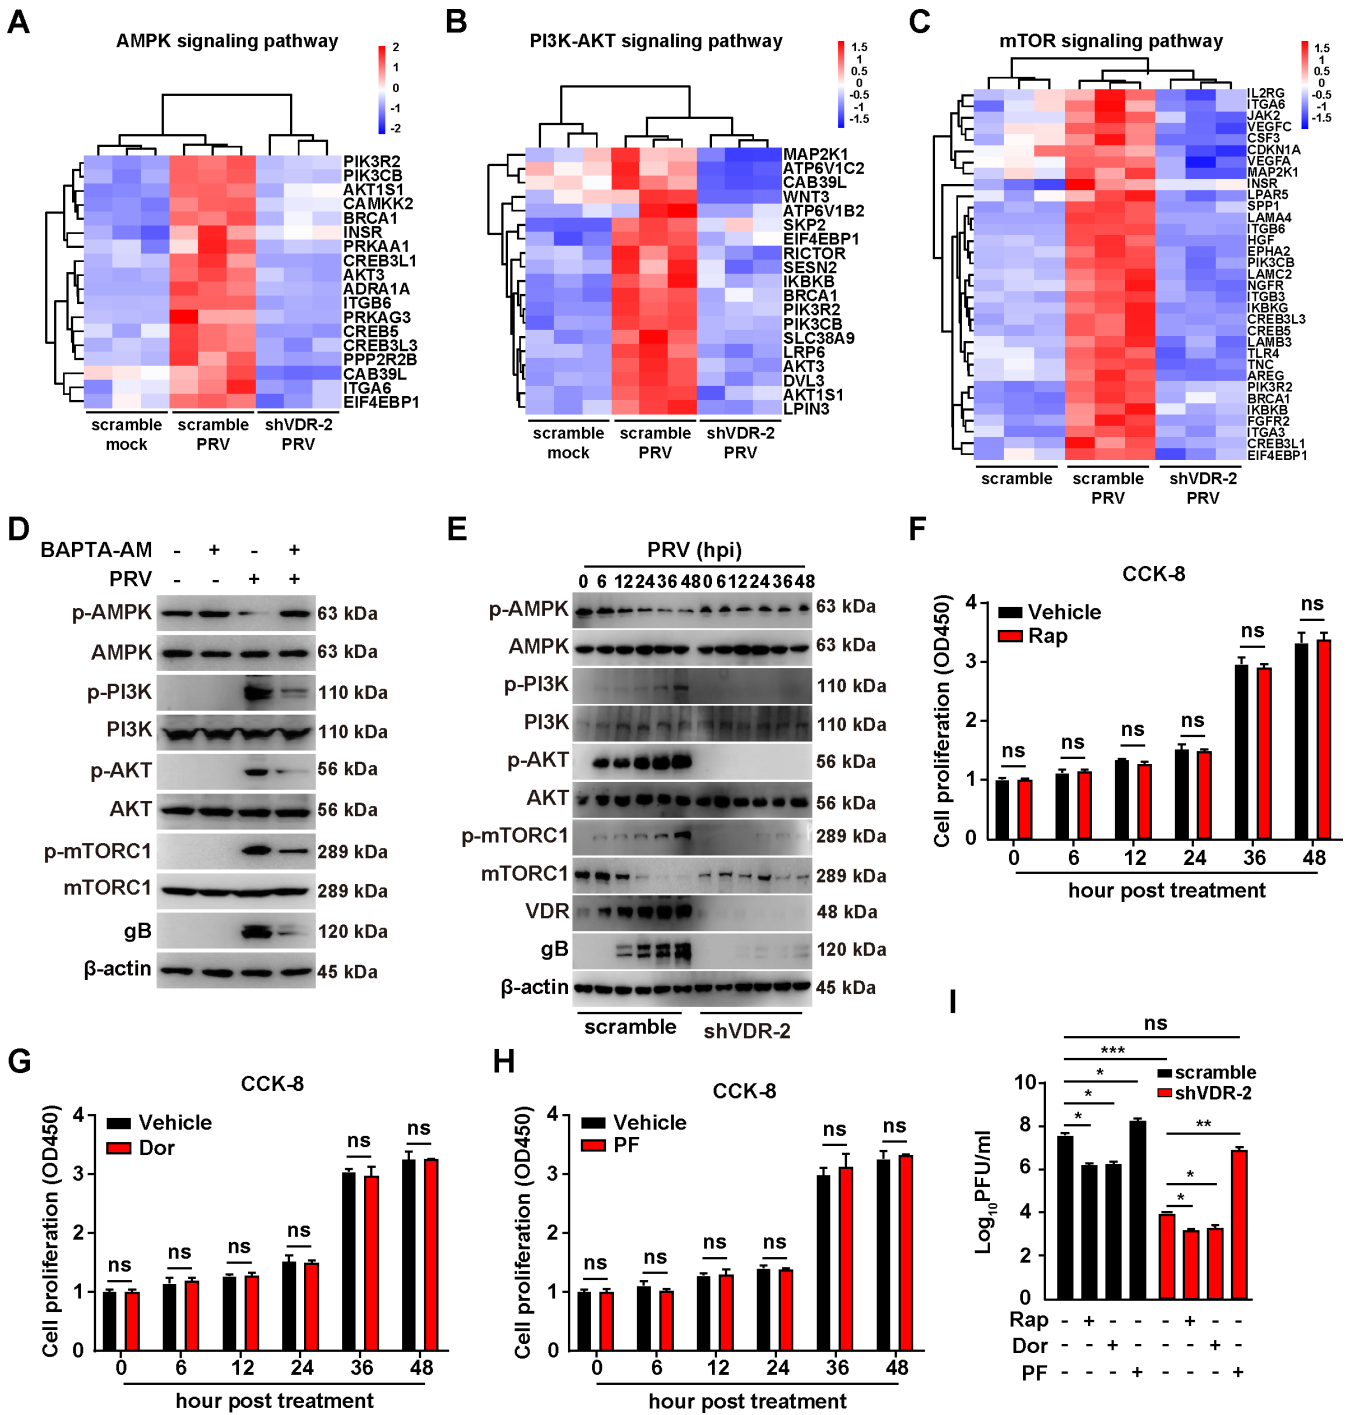 A
AMPK signaling pathway
2
1
0
-1
-2
PIK3R2
PIK3CB
AKT1S1
CAMKK2
BRCA1
INSR
PRKAA1
CREB3L1
AKT3
ADRA1A
ITGB6
PRKAG3
CREB5
CREB3L3
PPP2R2B
CAB39L
ITGA6
EIF4EBP1
scramble scramble shVDR-2
mock PRV PRV
B
PI3K-AKT signaling pathway
1.5
1
0.5
0
-0.5
-1
-1.5
MAP2K1
ATP6V1C2
CAB39L
WNT3
ATP6V1B2
SKP2
EIF4EBP1
RICTOR
SESN2
IKBKB
BRCA1
PIK3R2
PIK3CB
SLC38A9
LRP6
AKT3
DVL3
AKT1S1
LPIN3
scramble scramble shVDR-2
mock PRV PRV
C
mTOR signaling pathway
1.5
1
0.5
0
-0.5
-1
-1.5
IL2RG
ITGA6
JAK2
VEGFC
CSF3
CDKN1A
VEGFA
MAP2K1
INSR
LPAR5
SPP1
LAMA4
ITGB6
HGF
EPHA2
PIK3CB
LAMC2
NGFR
ITGB3
IKBKG
CREB3L3
CREB5
LAMB3
TLR4
TNC
AREG
PIK3R2
BRCA1
IKBKB
FGFR2
ITGA3
CREB3L1
EIF4EBP1
scramble scramble shVDR-2
PRV PRV
D
BAPTA-AM - + - +
PRV - - + +
p-AMPK 63 kDa
AMPK 63 kDa
p-PI3K 110 kDa
PI3K 110 kDa
p-AKT 56 kDa
AKT 56 kDa
p-mTORC1 289 kDa
mTORC1 289 kDa
gB 120 kDa
β-actin 45 kDa
E
PRV (hpi)
0 6 12 24 36 48 0 6 12 24 36 48
p-AMPK 63 kDa
AMPK 63 kDa
p-PI3K 110 kDa
PI3K 110 kDa
p-AKT 56 kDa
AKT 56 kDa
p-mTORC1 289 kDa
mTORC1 289 kDa
VDR 48 kDa
gB 120 kDa
β-actin 45 kDa
scramble shVDR-2
F
CCK-8
Cell proliferation (OD450)
4
3
2
1
0
Vehicle
Rap
ns ns ns ns ns ns
0 6 12 24 36 48
hour post treatment
G
CCK-8
Cell proliferation (OD450)
4
3
2
1
0
Vehicle
Dor
ns ns ns ns ns ns
0 6 12 24 36 48
hour post treatment
H
CCK-8
Cell proliferation (OD450)
4
3
2
1
0
Vehicle
PF
ns ns ns ns ns ns
0 6 12 24 36 48
hour post treatment
I
ns
***
*
*
*
**
*
*
scramble
shVDR-2
Log10PFU/ml
10
8
6
4
2
0
Rap - + - - - + - -
Dor - - + - - - + -
PF - - - + - - - +